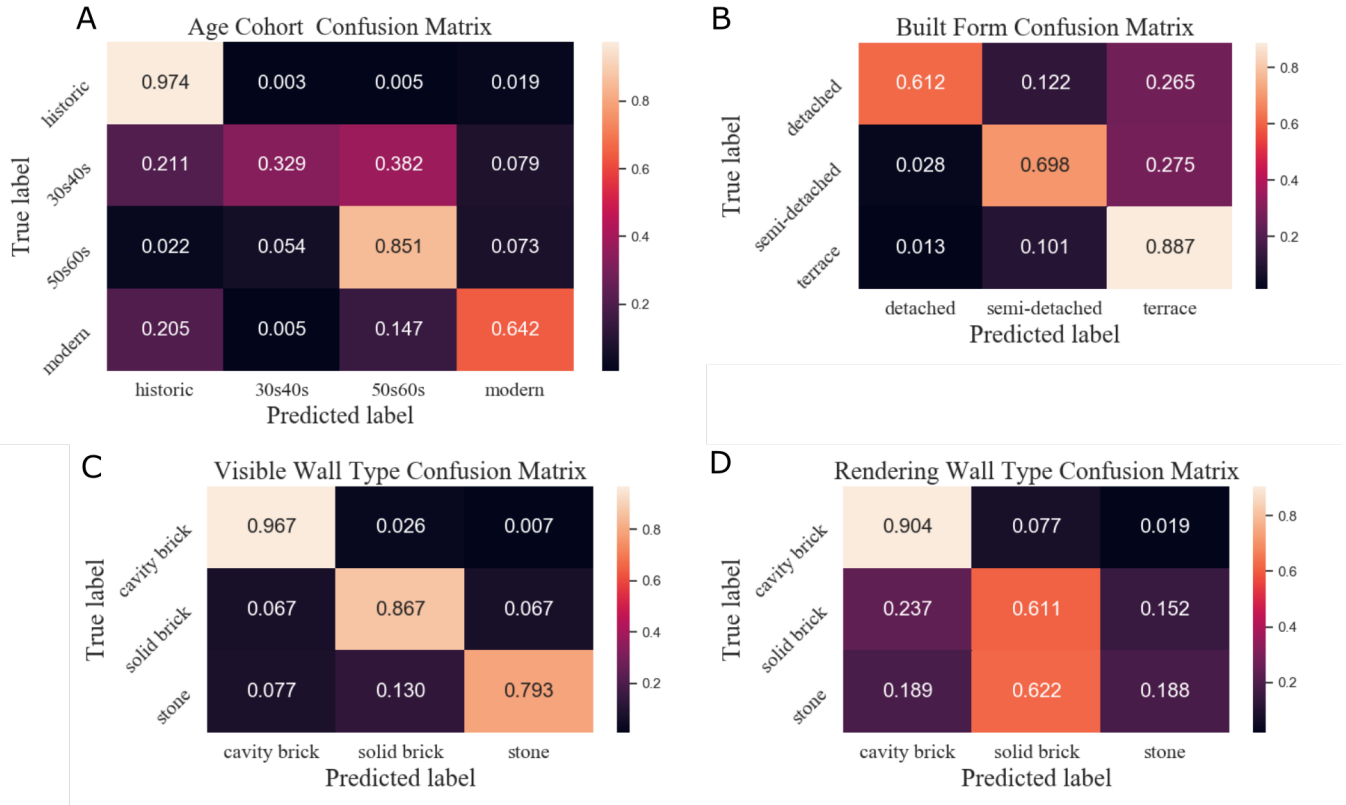 A
Age Cohort Confusion Matrix
True label
historic
0.974 0.003 0.005 0.019
30s40s
0.211 0.329 0.382 0.079
50s60s
0.022 0.054 0.851 0.073
modern
0.205 0.005 0.147 0.642
historic 30s40s 50s60s modern
Predicted label
0.8
0.6
0.4
0.2
B
Built Form Confusion Matrix
True label
detached
0.612 0.122 0.265
semi-detached
0.028 0.698 0.275
terrace
0.013 0.101 0.887
detached semi-detached terrace
Predicted label
0.8
0.6
0.4
0.2
C
Visible Wall Type Confusion Matrix
True label
cavity brick
0.967 0.026 0.007
solid brick
0.067 0.867 0.067
stone
0.077 0.130 0.793
cavity brick solid brick stone
Predicted label
0.8
0.6
0.4
0.2
D
Rendering Wall Type Confusion Matrix
True label
cavity brick
0.904 0.077 0.019
solid brick
0.237 0.611 0.152
stone
0.189 0.622 0.188
cavity brick solid brick stone
Predicted label
0.8
0.6
0.4
0.2